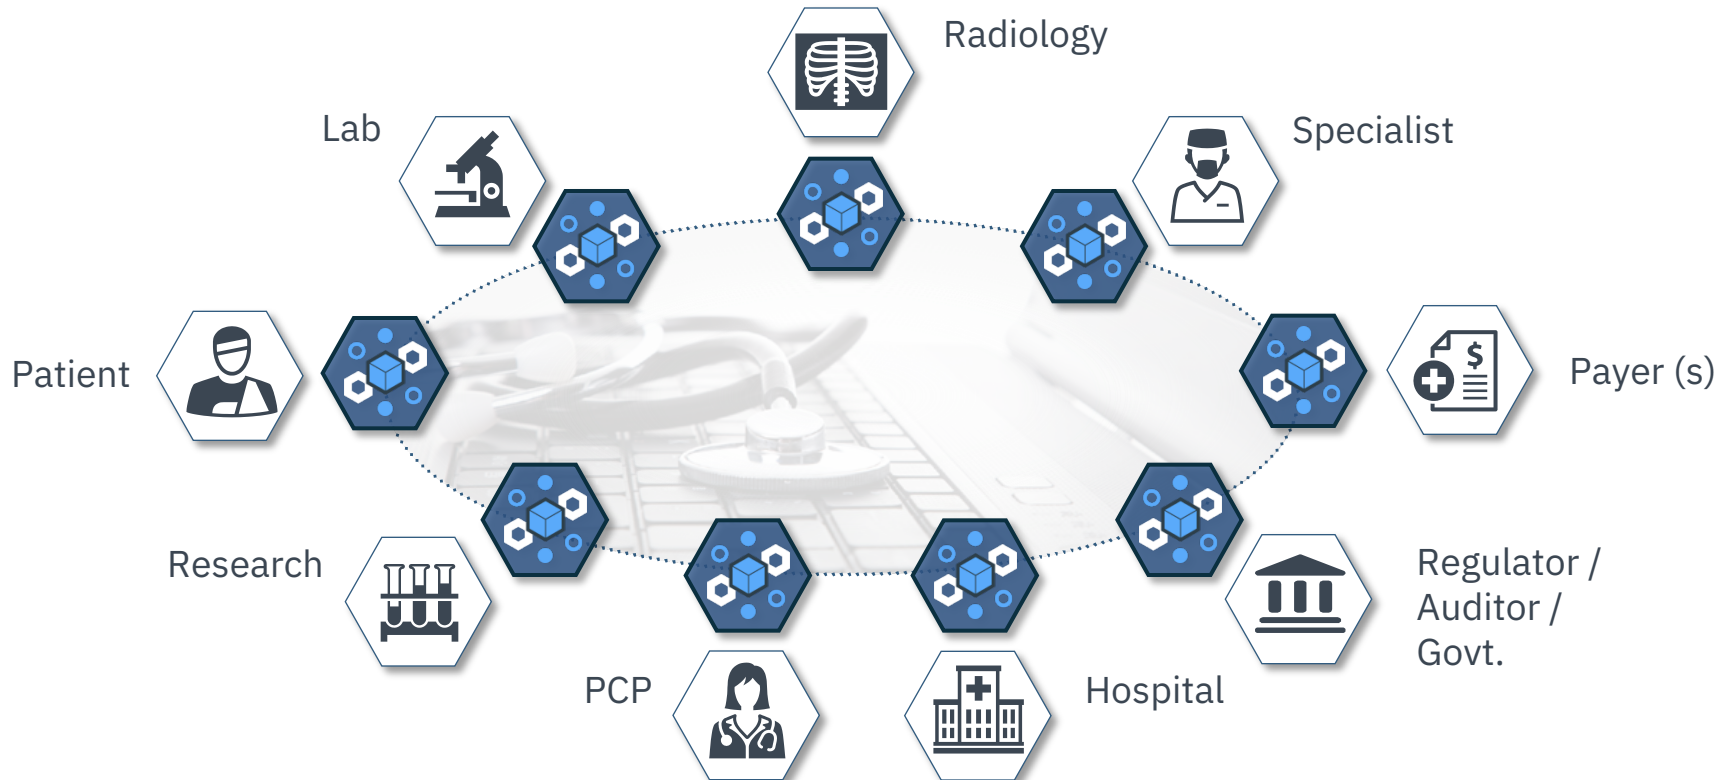 Radiology
Lab
Specialist
Patient
$
Payer (s)
Research
Regulator /
Auditor /
Govt.
PCP
Hospital